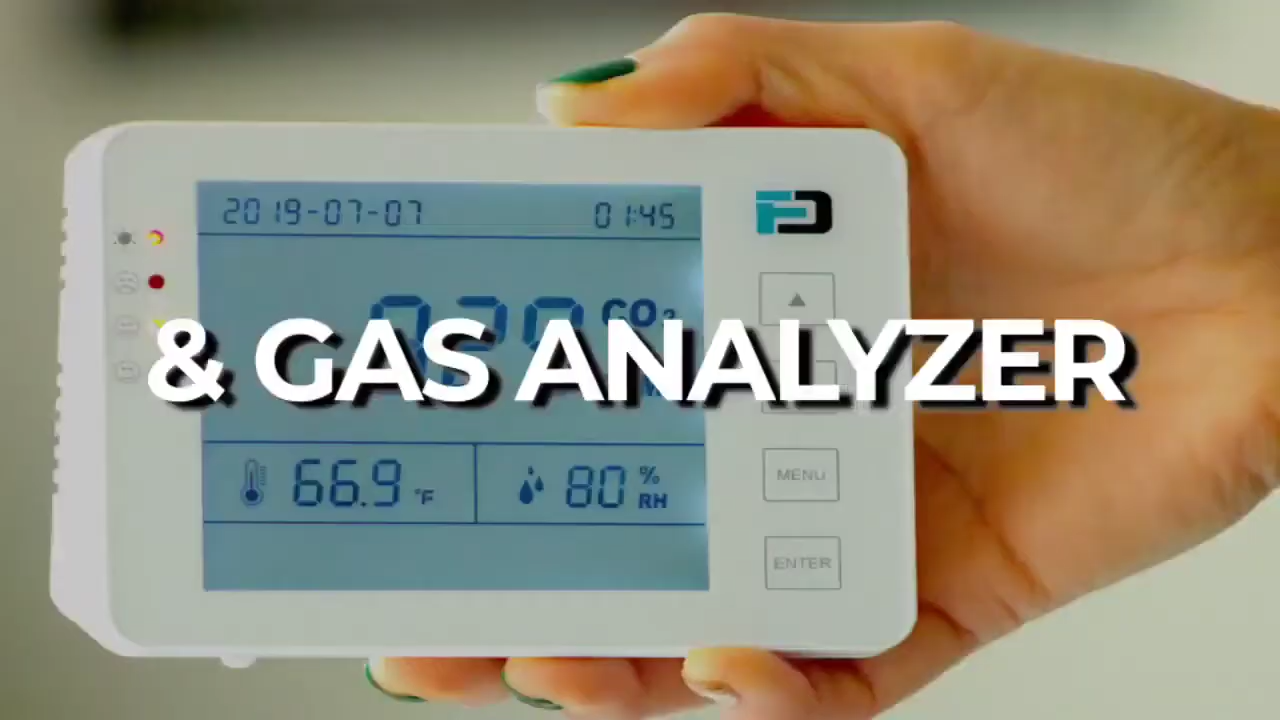 2019-07-07 01:45
CO₂
& GAS ANALYZER
66.9 °F 80 % RH
MENU
ENTER